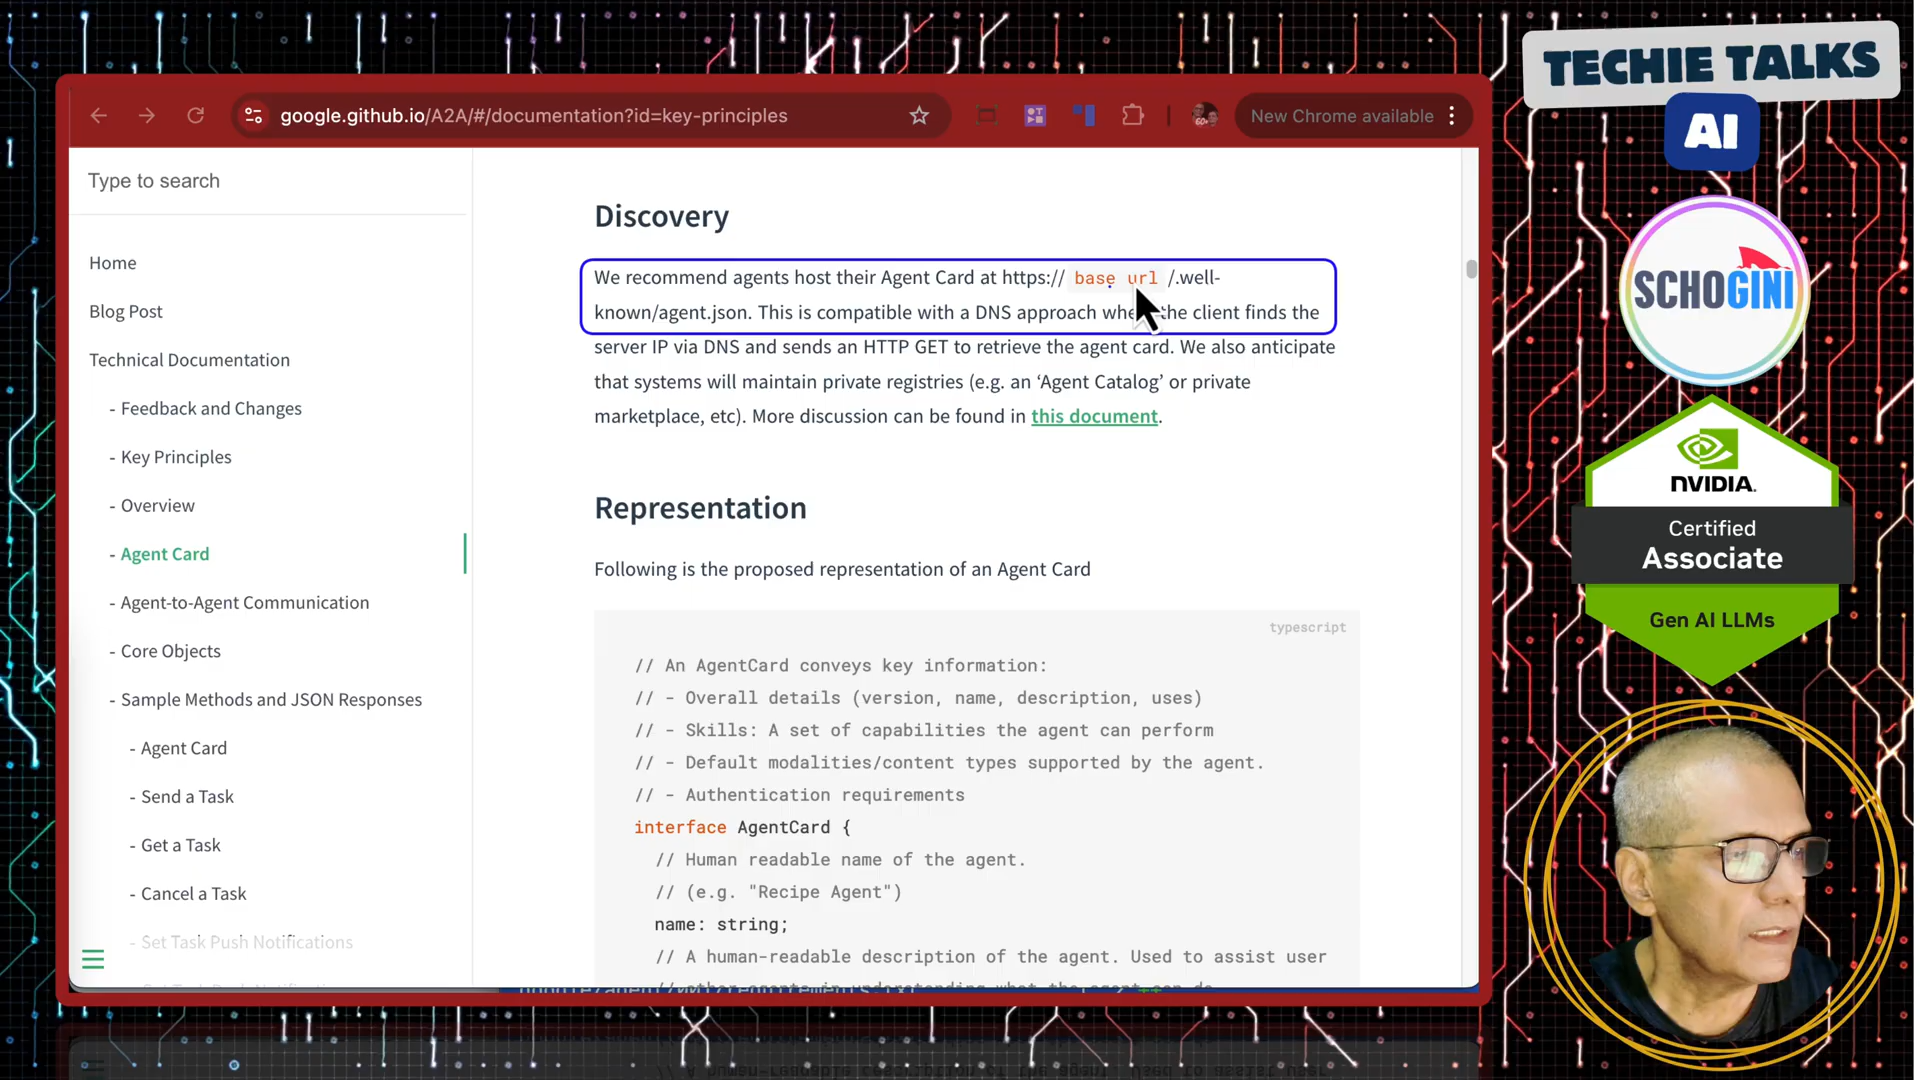 TECHIE TALKS
AI
google.github.io/A2A/#/documentation?id=key-principles
New Chrome available
Type to search
Home
Blog Post
Technical Documentation
- Feedback and Changes
- Key Principles
- Overview
- Agent Card
- Agent-to-Agent Communication
- Core Objects
- Sample Methods and JSON Responses
- Agent Card
- Send a Task
- Get a Task
- Cancel a Task
- Set Task Push Notifications
Discovery
We recommend agents host their Agent Card at https:// base url /.well-
known/agent.json. This is compatible with a DNS approach the client finds the
server IP via DNS and sends an HTTP GET to retrieve the agent card. We also anticipate
that systems will maintain private registries (e.g. an ‘Agent Catalog’ or private
marketplace, etc). More discussion can be found in this document.
Representation
Following is the proposed representation of an Agent Card
typescript
// An AgentCard conveys key information:
// - Overall details (version, name, description, uses)
// - Skills: A set of capabilities the agent can perform
// - Default modalities/content types supported by the agent.
// - Authentication requirements
interface AgentCard {
// Human readable name of the agent.
// (e.g. "Recipe Agent")
name: string;
// A human-readable description of the agent. Used to assist user
SCHOGINI
NVIDIA.
Certified
Associate
Gen AI LLMs